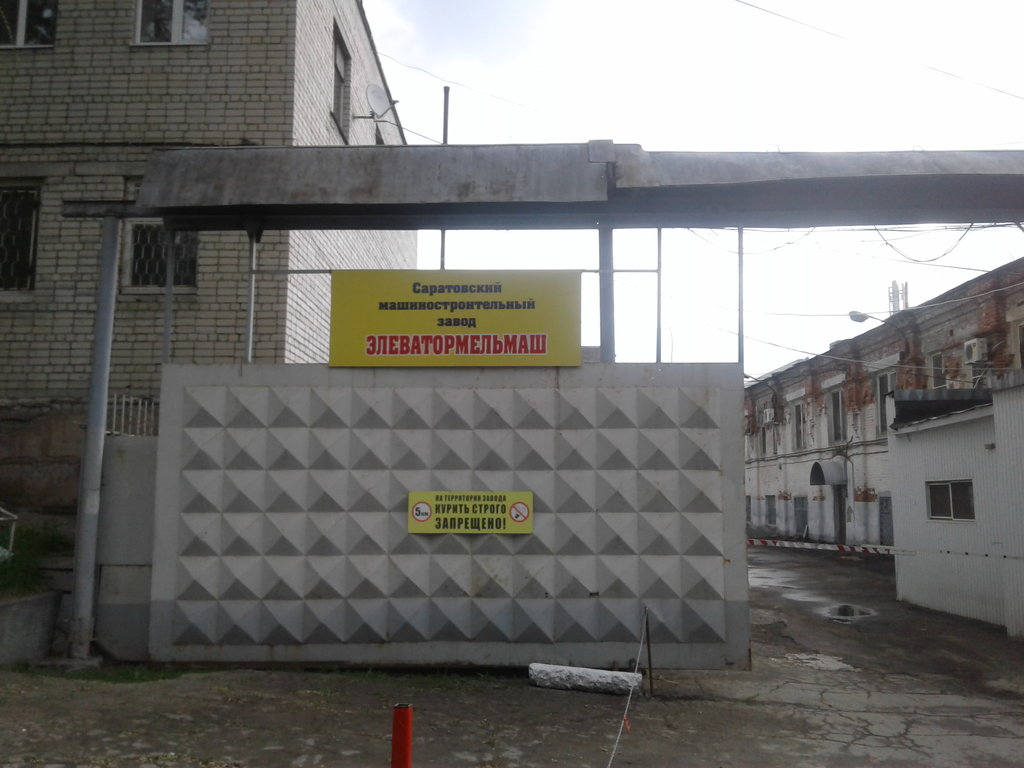 Саратовский
машиностроительный
завод
ЭЛЕВАТОРМЕЛЬМАШ
НА ТЕРРИТОРИИ ЗАВОДА
5км КУРИТЬ СТРОГО
ЗАПРЕЩЕНО!